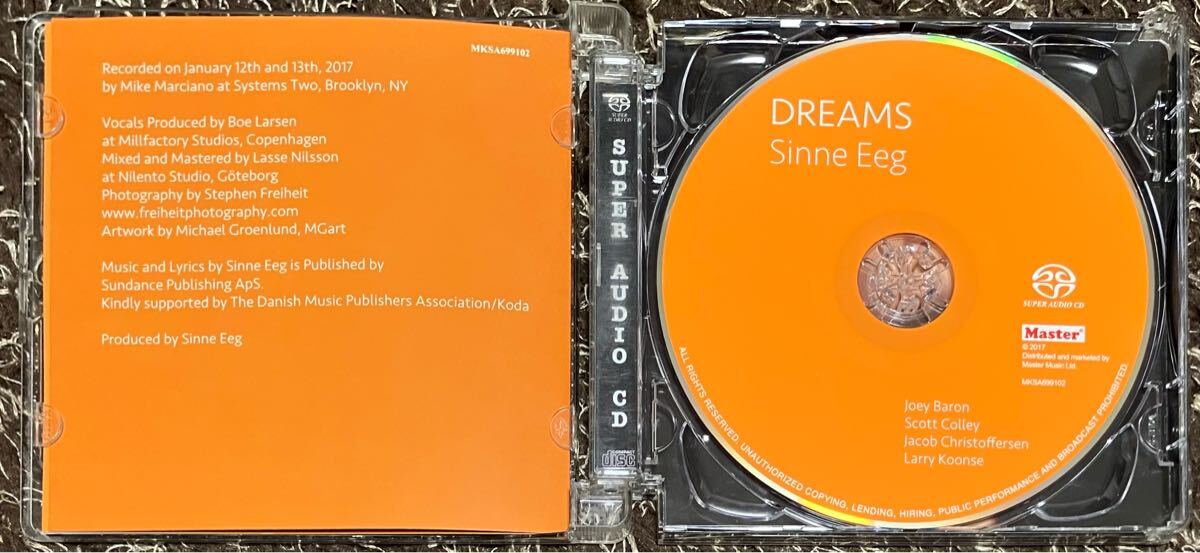 MKSA699102
Recorded on January 12th and 13th, 2017
by Mike Marciano at Systems Two, Brooklyn, NY
Vocals Produced by Boe Larsen
at Millfactory Studios, Copenhagen
Mixed and Mastered by Lasse Nilsson
at Nilento Studio, Göteborg
Photography by Stephen Freiheit
www.freiheitphotography.com
Artwork by Michael Groenlund, MGart
Music and Lyrics by Sinne Eeg is Published by
Sundance Publishing ApS.
Kindly supported by The Danish Music Publishers Association/Koda
Produced by Sinne Eeg
SUPER AUDIO CD
SUPER AUDIO CD
COMPACT disc
DREAMS
Sinne Eeg
SUPER AUDIO CD
Master®
© 2017
Distributed and marketed by
Master Music Ltd.
MKSA699102
Joey Baron
Scott Colley
Jacob Christoffersen
Larry Koonse
ALL RIGHTS RESERVED. UNAUTHORIZED COPYING, LENDING, HIRING, PUBLIC PERFORMANCE AND BROADCAST PROHIBITED.